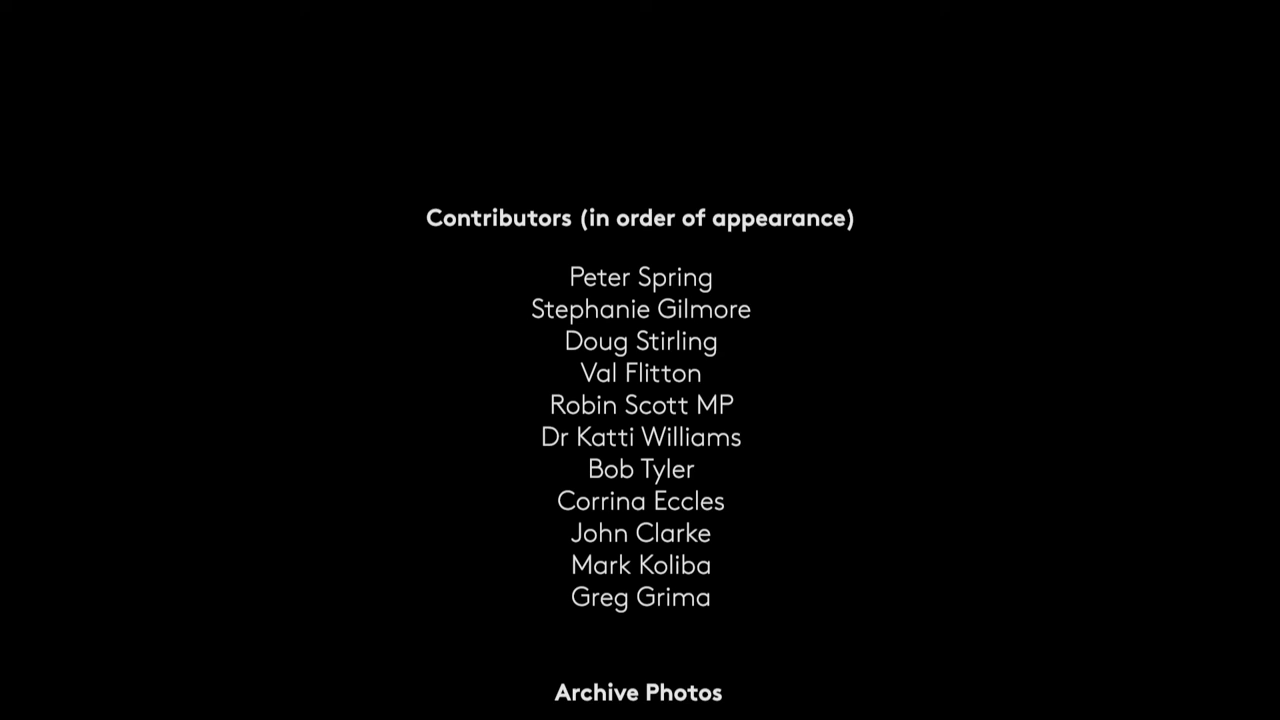 Contributors (in order of appearance)
Peter Spring
Stephanie Gilmore
Doug Stirling
Val Flitton
Robin Scott MP
Dr Katti Williams
Bob Tyler
Corrina Eccles
John Clarke
Mark Koliba
Greg Grima
Archive Photos